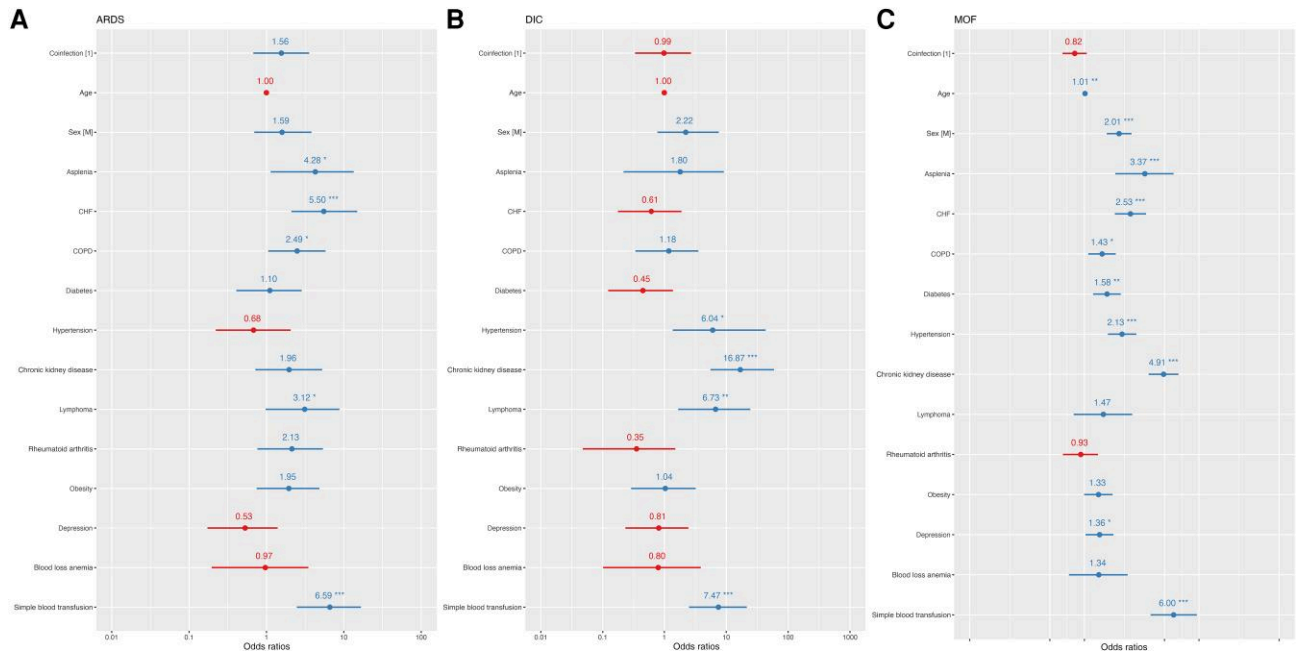 A
ARDS
Coinfection [1]
1.56
Age
1.00
Sex [M]
1.59
Asplenia
4.28 *
CHF
5.50 ***
COPD
2.49 *
Diabetes
1.10
Hypertension
0.68
Chronic kidney disease
1.96
Lymphoma
3.12 *
Rheumatoid arthritis
2.13
Obesity
1.95
Depression
0.53
Blood loss anemia
0.97
Simple blood transfusion
6.59 ***
0.01 0.1 1 10 100
Odds ratios
B
DIC
Coinfection [1]
0.99
Age
1.00
Sex [M]
2.22
Asplenia
1.80
CHF
0.61
COPD
1.18
Diabetes
0.45
Hypertension
6.04 *
Chronic kidney disease
16.87 ***
Lymphoma
6.73 **
Rheumatoid arthritis
0.35
Obesity
1.04
Depression
0.81
Blood loss anemia
0.80
Simple blood transfusion
7.47 ***
0.01 0.1 1 10 100 1000
Odds ratios
C
MOF
Coinfection [1]
0.82
Age
1.01 **
Sex [M]
2.01 ***
Asplenia
3.37 ***
CHF
2.53 ***
COPD
1.43 *
Diabetes
1.58 **
Hypertension
2.13 ***
Chronic kidney disease
4.91 ***
Lymphoma
1.47
Rheumatoid arthritis
0.93
Obesity
1.33
Depression
1.36 *
Blood loss anemia
1.34
Simple blood transfusion
6.00 ***
Odds ratios